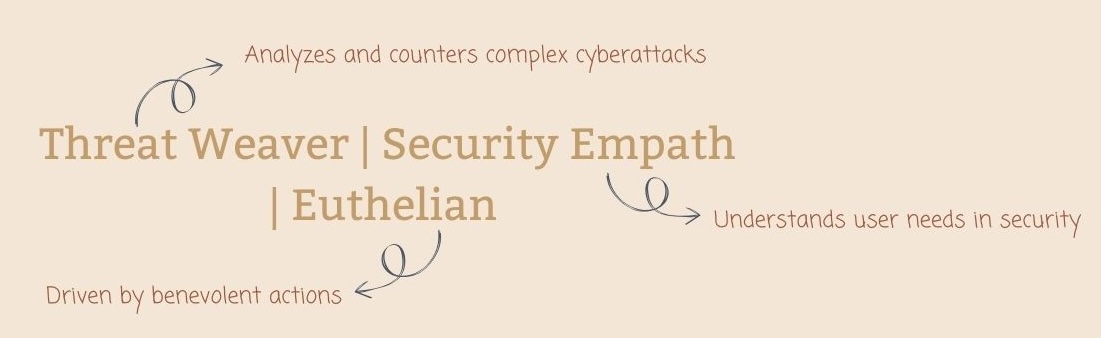 Analyzes and counters complex cyberattacks
Threat Weaver | Security Empath
| Euthelian
Understands user needs in security
Driven by benevolent actions